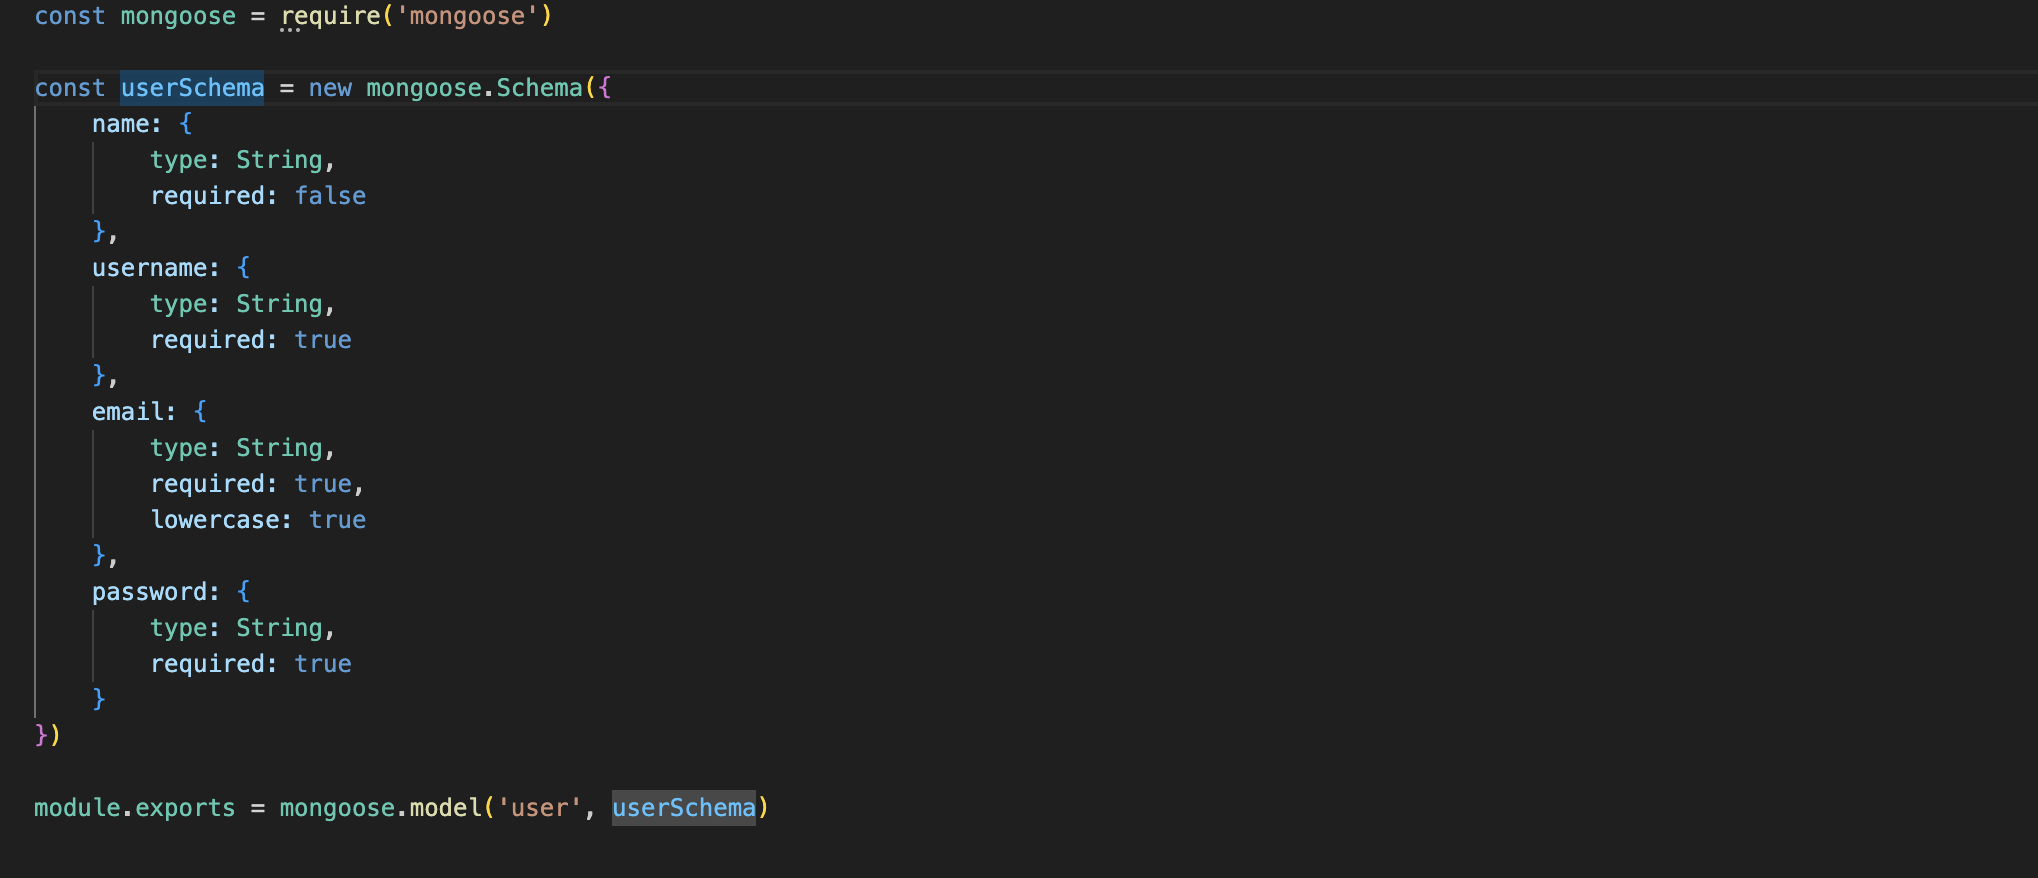 const mongoose = require('mongoose')
const userSchema = new mongoose.Schema({
    name: {
        type: String,
        required: false
    },
    username: {
        type: String,
        required: true
    },
    email: {
        type: String,
        required: true,
        lowercase: true
    },
    password: {
        type: String,
        required: true
    }
})
module.exports = mongoose.model('user', userSchema)